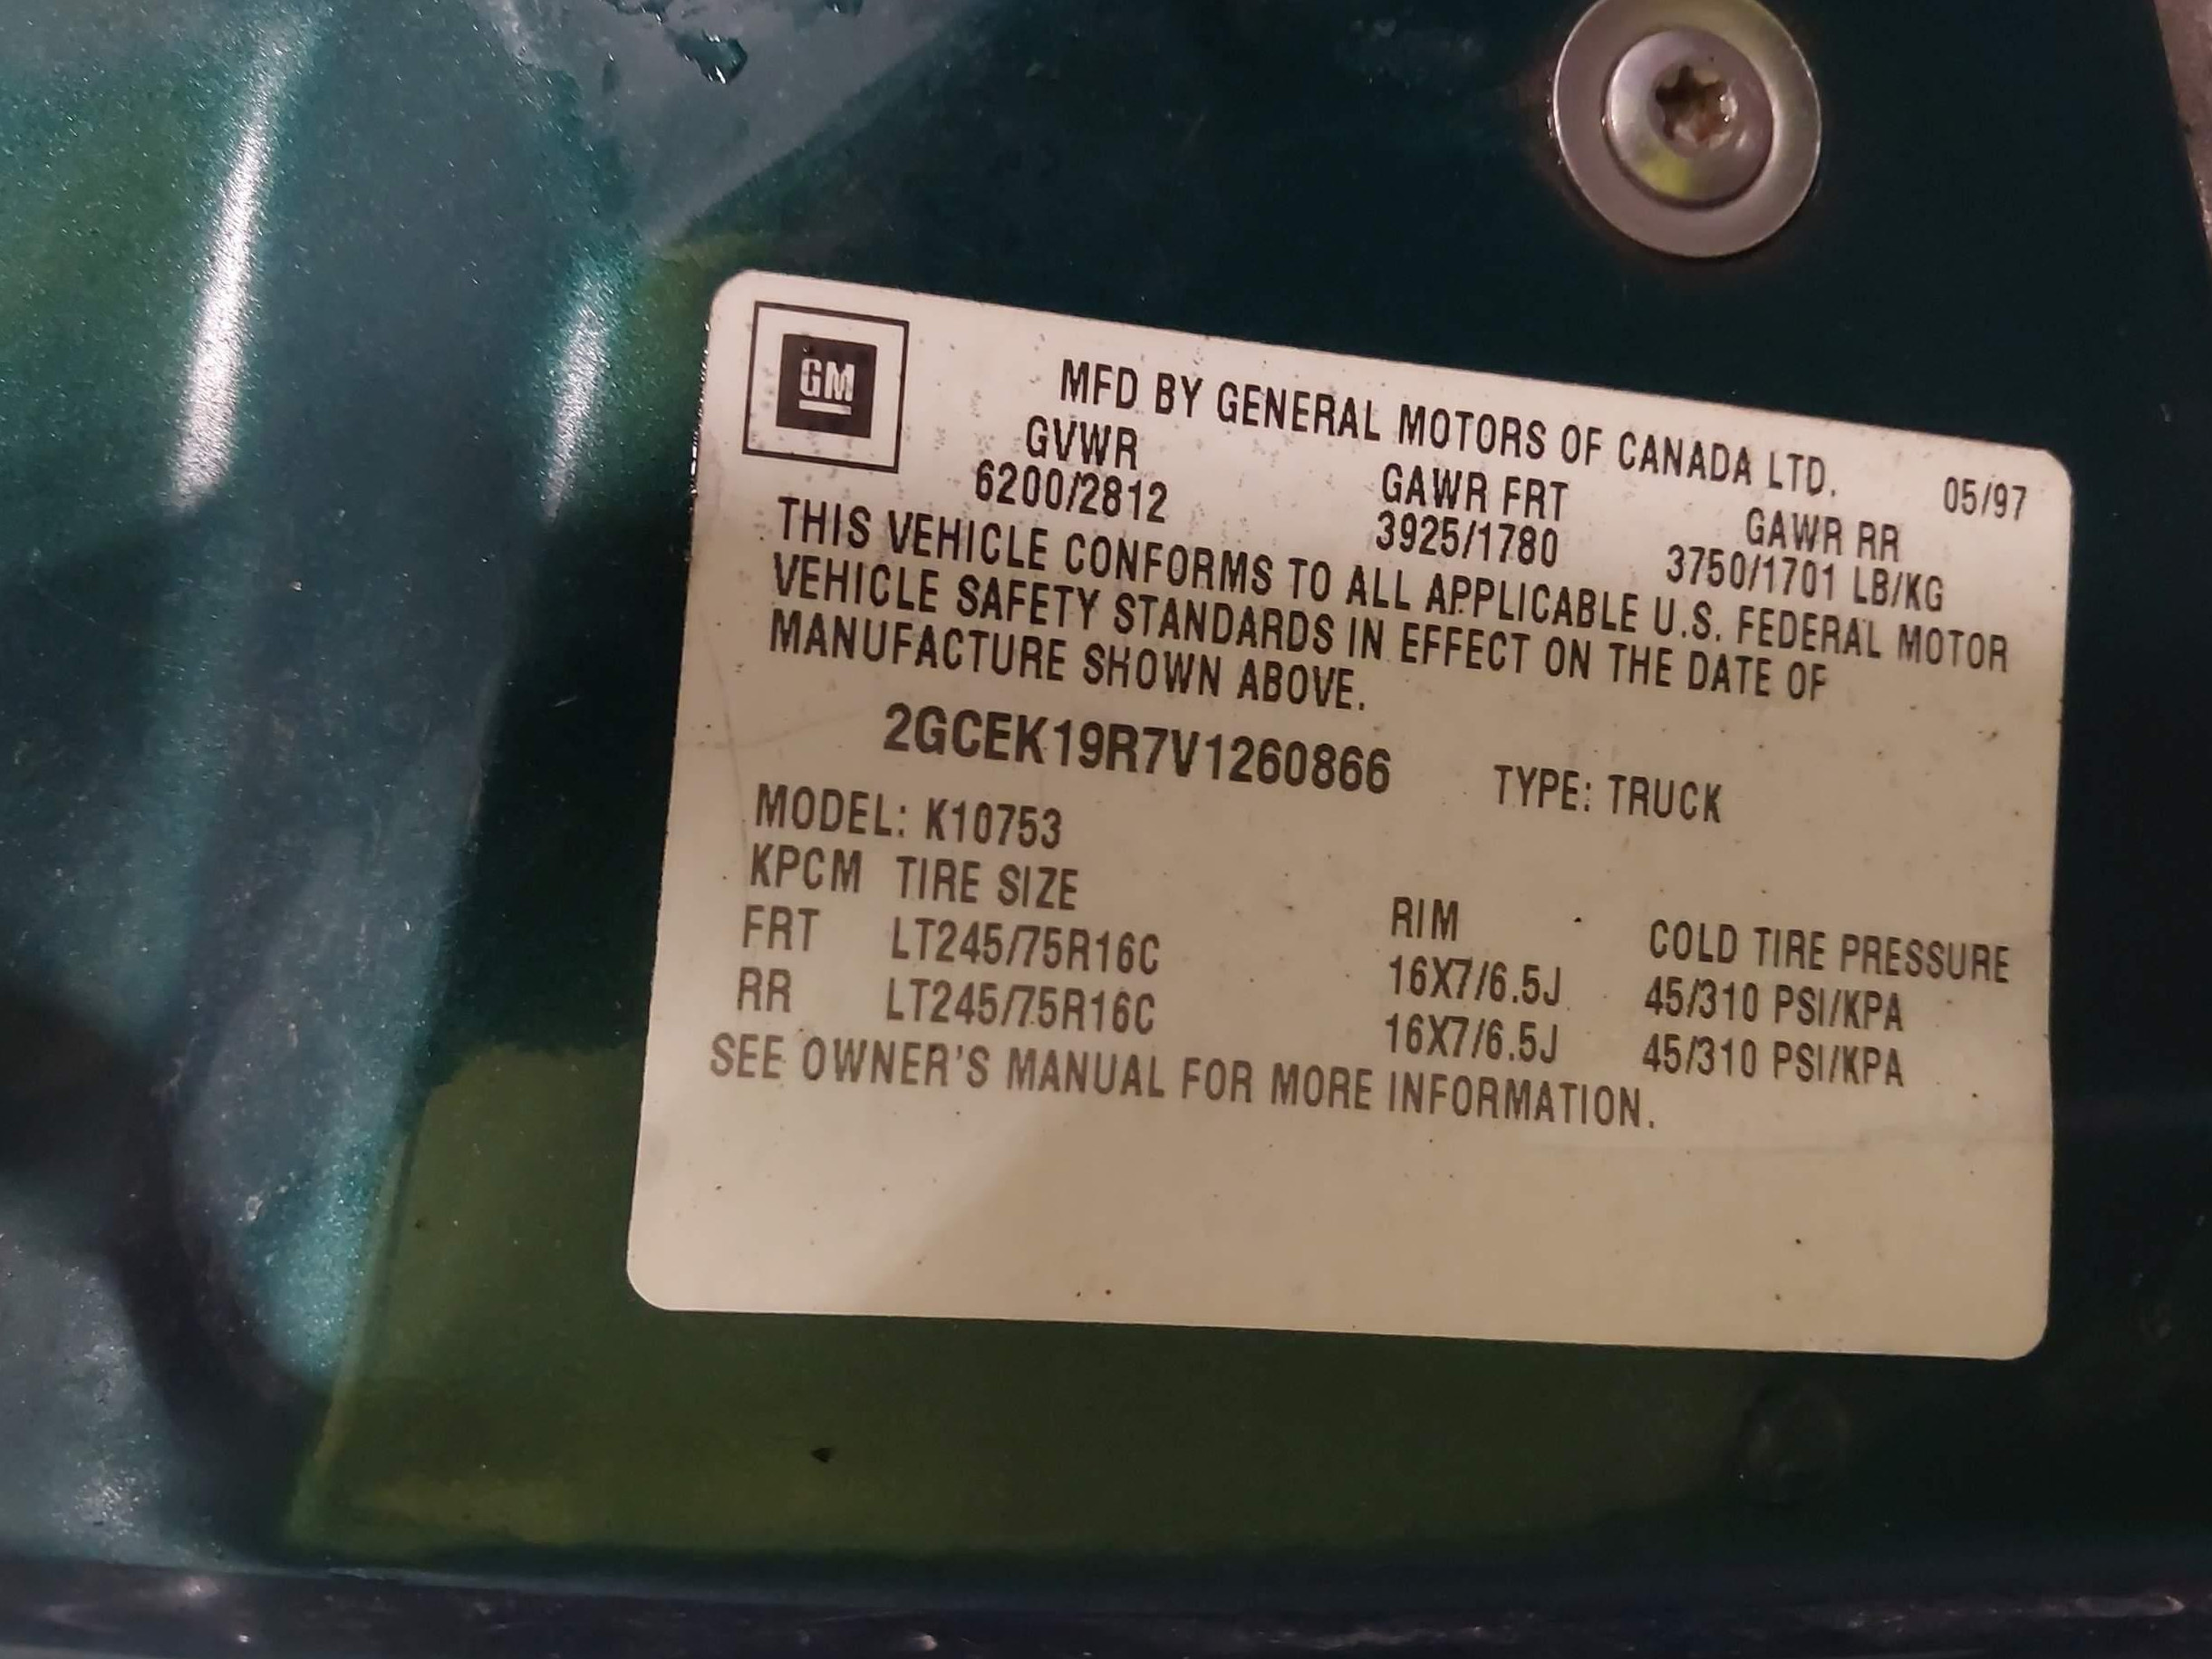 GM
MFD BY GENERAL MOTORS OF CANADA LTD. 05/97
GVWR GAWR FRT GAWR RR
6200/2812 3925/1780 3750/1701 LB/KG
THIS VEHICLE CONFORMS TO ALL APPLICABLE U.S. FEDERAL MOTOR
VEHICLE SAFETY STANDARDS IN EFFECT ON THE DATE OF
MANUFACTURE SHOWN ABOVE.
2GCEK19R7V1260866 TYPE: TRUCK
MODEL: K10753
KPCM TIRE SIZE RIM COLD TIRE PRESSURE
FRT LT245/75R16C 16X7/6.5J 45/310 PSI/KPA
RR LT245/75R16C 16X7/6.5J 45/310 PSI/KPA
SEE OWNER'S MANUAL FOR MORE INFORMATION.